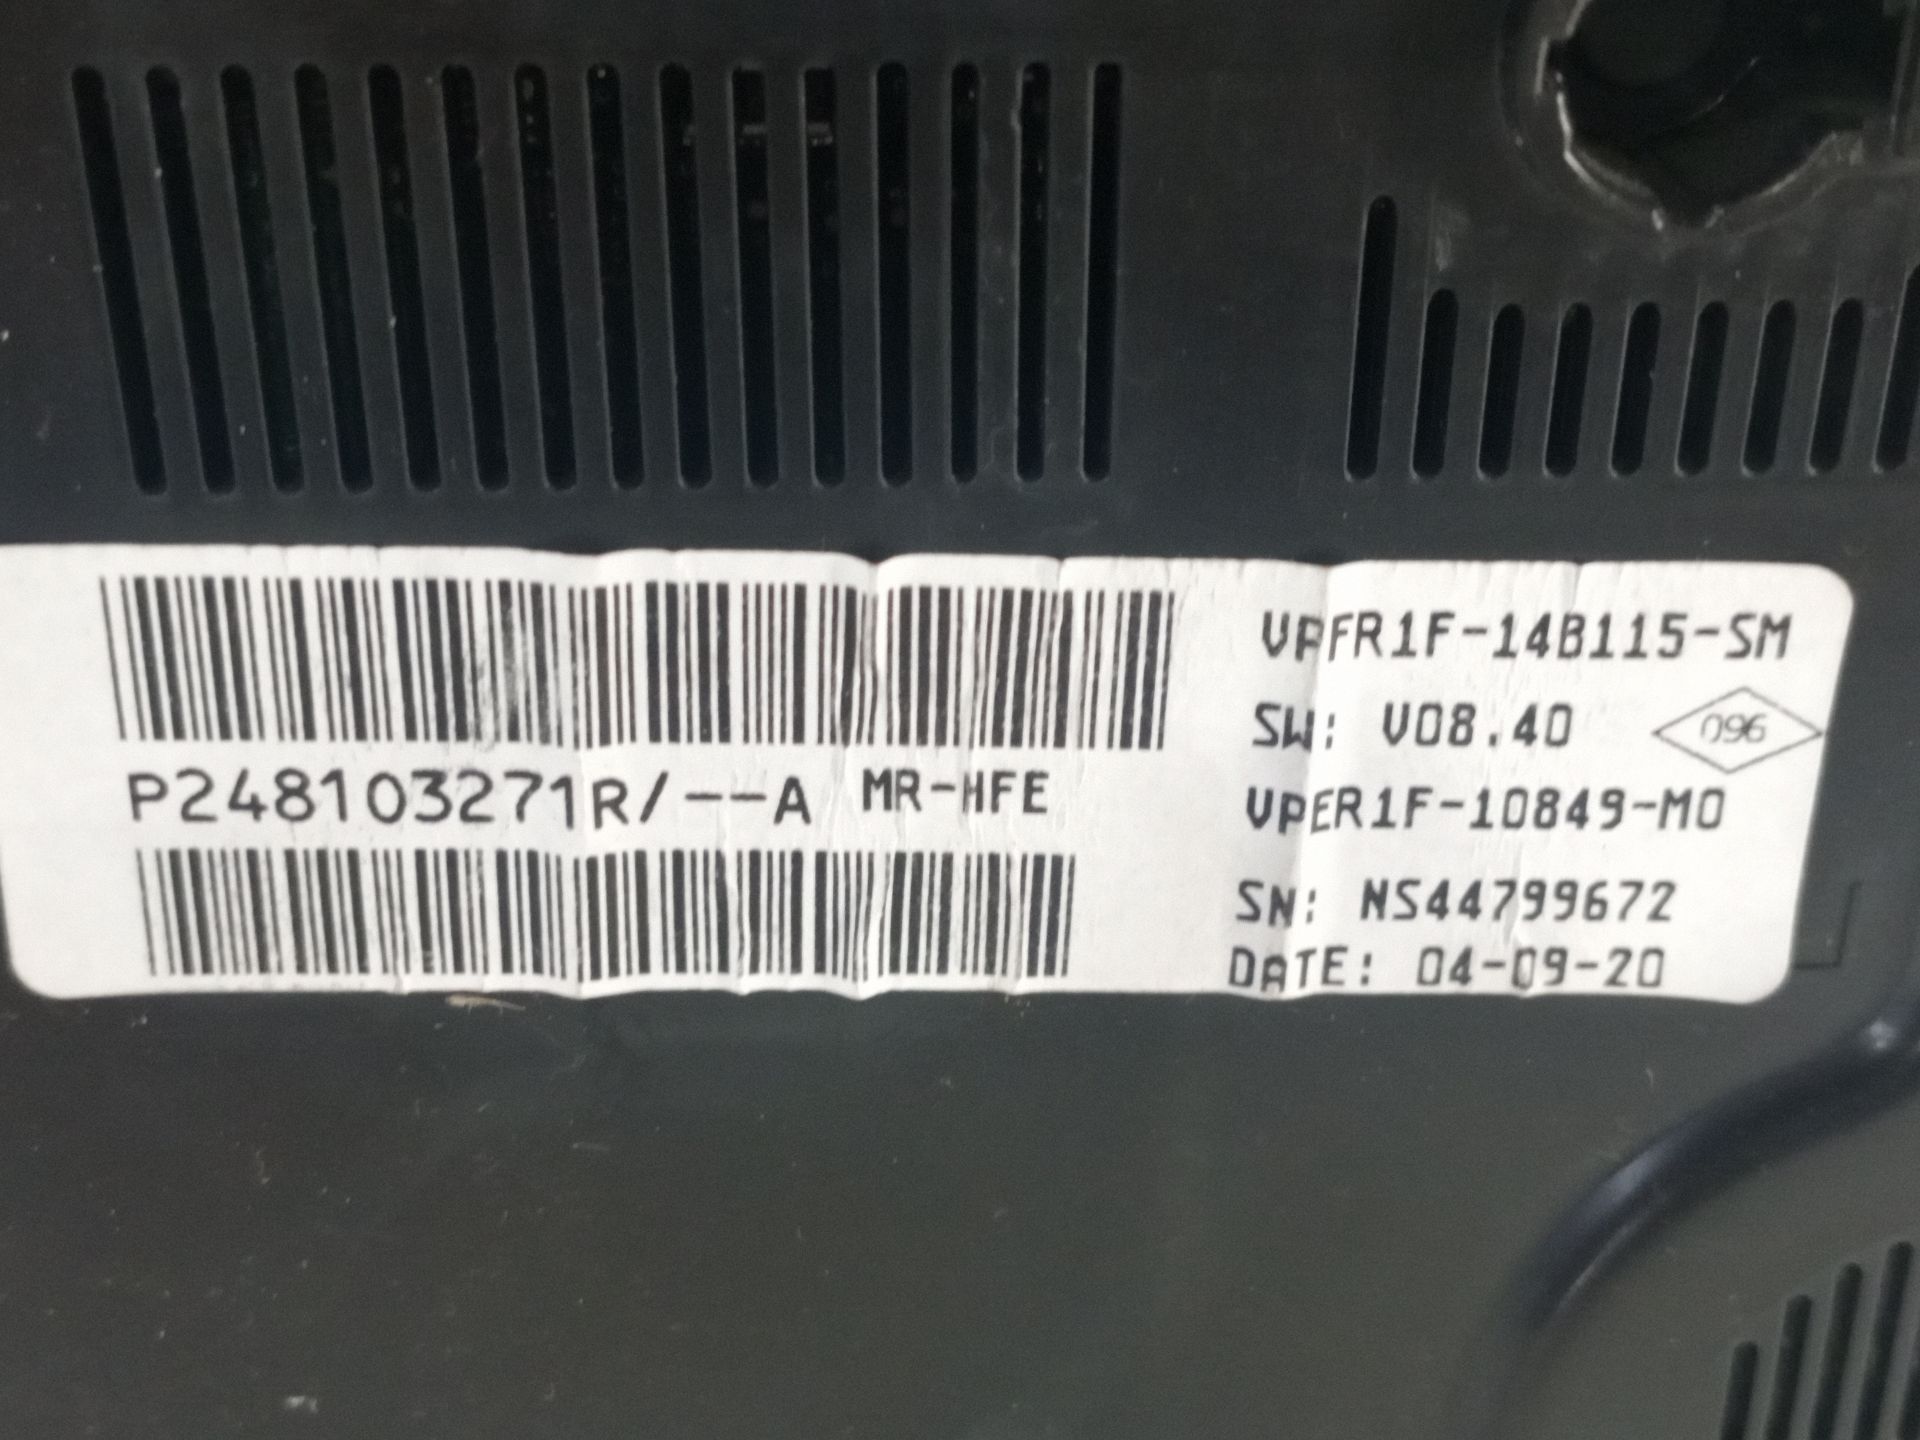 P248103271R/--A MR-HFE
VPFR1F-14B115-SM
SW: V08.40
096
VPER1F-10849-MO
SN: NS44799672
DATE: 04-09-20